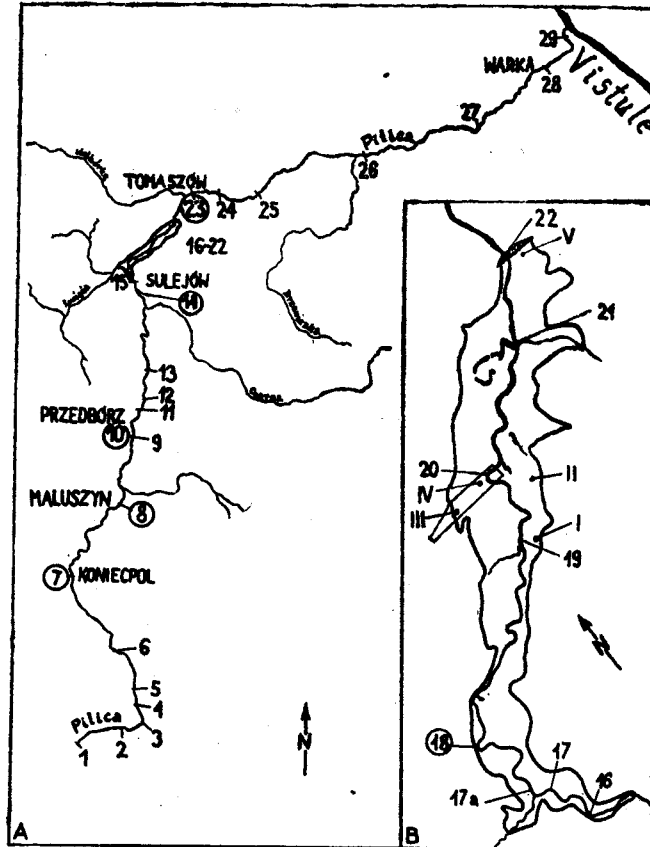 29
WARKA
28
Vistule
27
Pilica
26
TOMASZÓW
23
24
25
16-22
15
SULEJÓW
14
13
12
11
PRZEDBÓRZ
10
9
MALUSZYN
8
7
KONIECPOL
6
5
4
Pilica
1
2
3
N
A
22
V
21
20
II
IV
III
I
19
N
18
17
16
17a
B